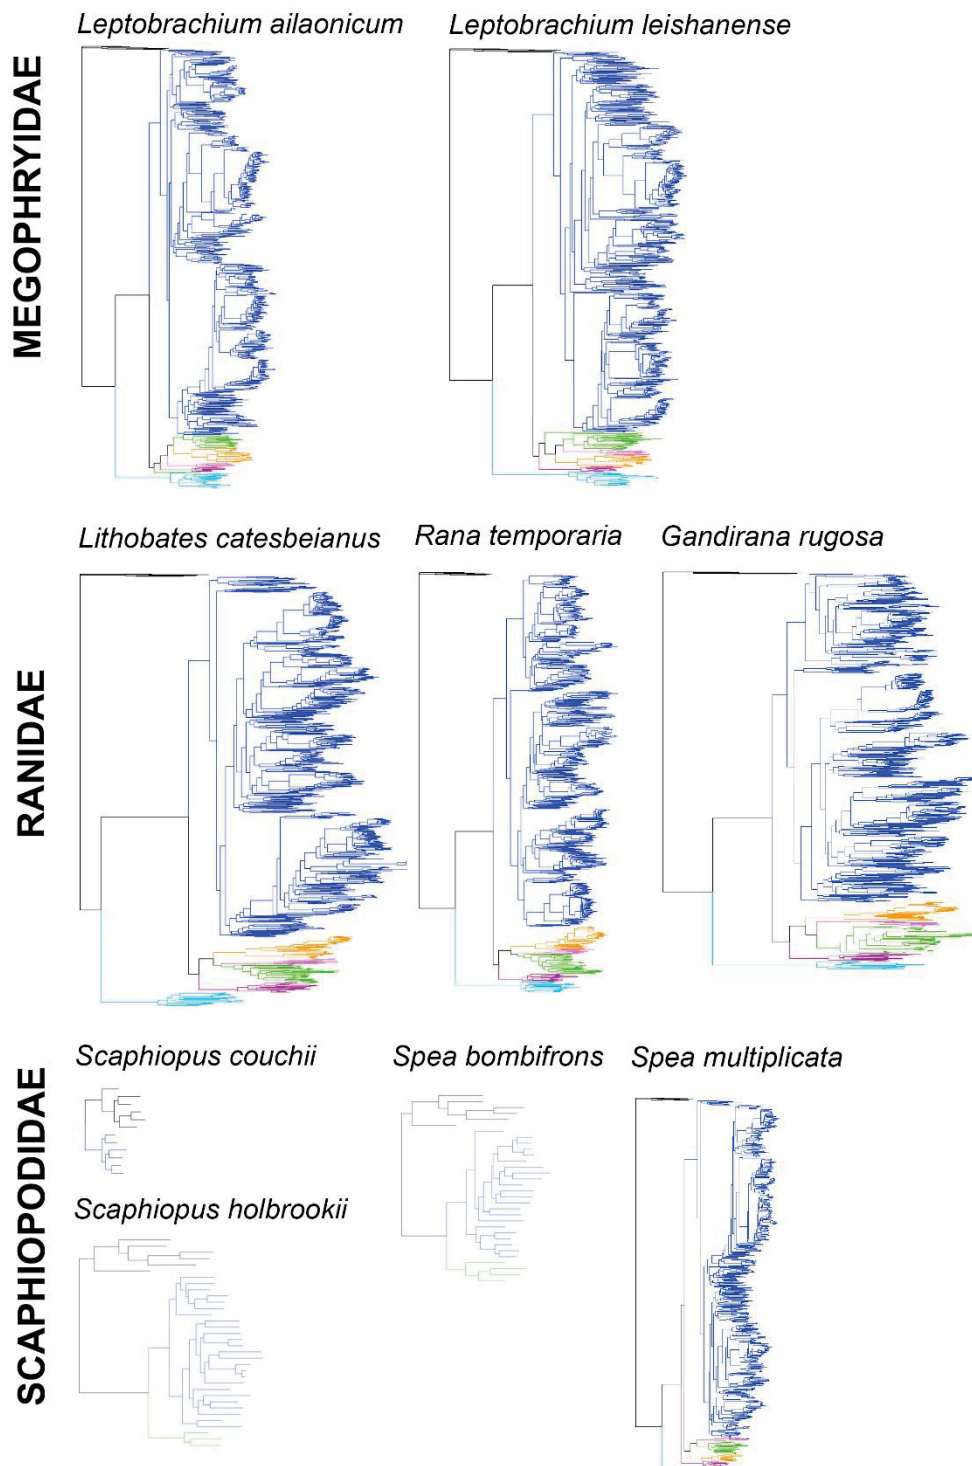 MEGOPHRYIDAE
Leptobrachium ailaonicum
Leptobrachium leishanense
RANIDAE
Lithobates catesbeianus
Rana temporaria
Gandirana rugosa
SCAPHIOPODIDAE
Scaphiopus couchii
Spea bombifrons
Spea multiplicata
Scaphiopus holbrookii